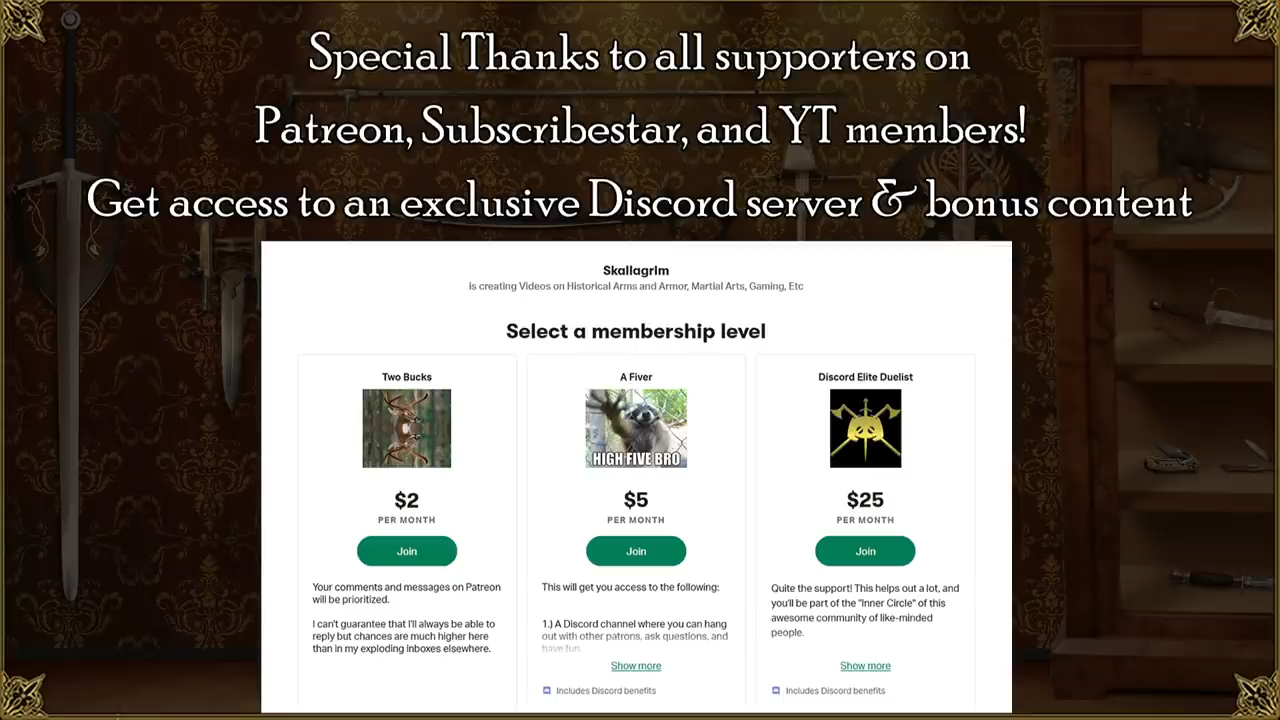 Special Thanks to all supporters on
Patreon, Subscribestar, and YT members!
Get access to an exclusive Discord server & bonus content
Skallagrim
is creating Videos on Historical Arms and Armor, Martial Arts, Gaming, Etc
Select a membership level
Two Bucks
$2
PER MONTH
Join
Your comments and messages on Patreon
will be prioritized.
I can't guarantee that I'll always be able to
reply but chances are much higher here
than in my exploding inboxes elsewhere.
A Fiver
HIGH FIVE BRO
$5
PER MONTH
Join
This will get you access to the following:
1.) A Discord channel where you can hang
out with other patrons, ask questions, and
have fun.
Show more
Includes Discord benefits
Discord Elite Duelist
$25
PER MONTH
Join
Quite the support! This helps out a lot, and
you'll be part of the "Inner Circle" of this
awesome community of like-minded
people.
Show more
Includes Discord benefits